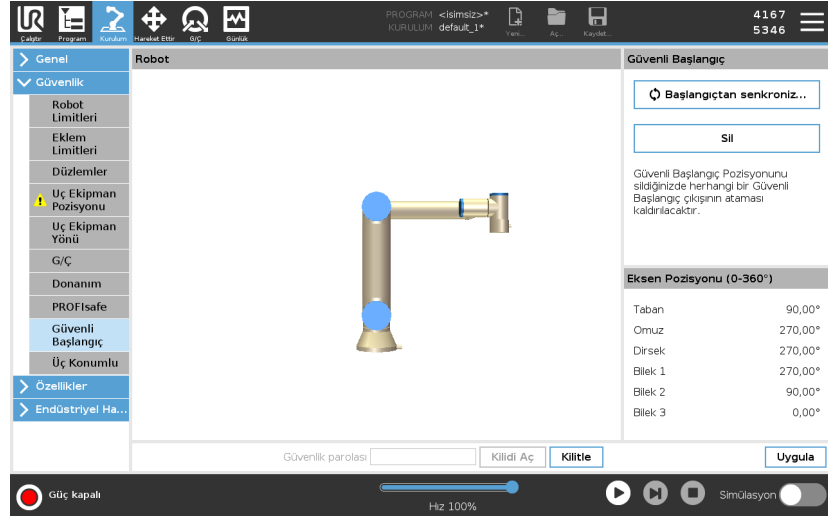 PROGRAM <isimsiz>*
KURULUM default_1*
4167
5346
Çalıştır Program Kurulum Hareket Ettir G/Ç Günlük
Yeni... Aç... Kaydet...
Genel
Güvenlik
Robot
Limitleri
Eklem
Limitleri
Düzlemler
Uç Ekipman
Pozisyonu
Uç Ekipman
Yönü
G/Ç
Donanım
PROFIsafe
Güvenli
Başlangıç
Üç Konumlu
Özellikler
Endüstriyel Ha...
Robot
Güvenli Başlangıç
Başlangıçtan senkroniz...
Sil
Güvenli Başlangıç Pozisyonunu
sildiğinizde herhangi bir Güvenli
Başlangıç çıkışının ataması
kaldırılacaktır.
Eksen Pozisyonu (0-360°)
Taban 90,00°
Omuz 270,00°
Dirsek 270,00°
Bilek 1 270,00°
Bilek 2 90,00°
Bilek 3 0,00°
Güvenlik parolası Kilidi Aç Kilitle Uygula
Güç kapalı
Hız 100%
Simülasyon